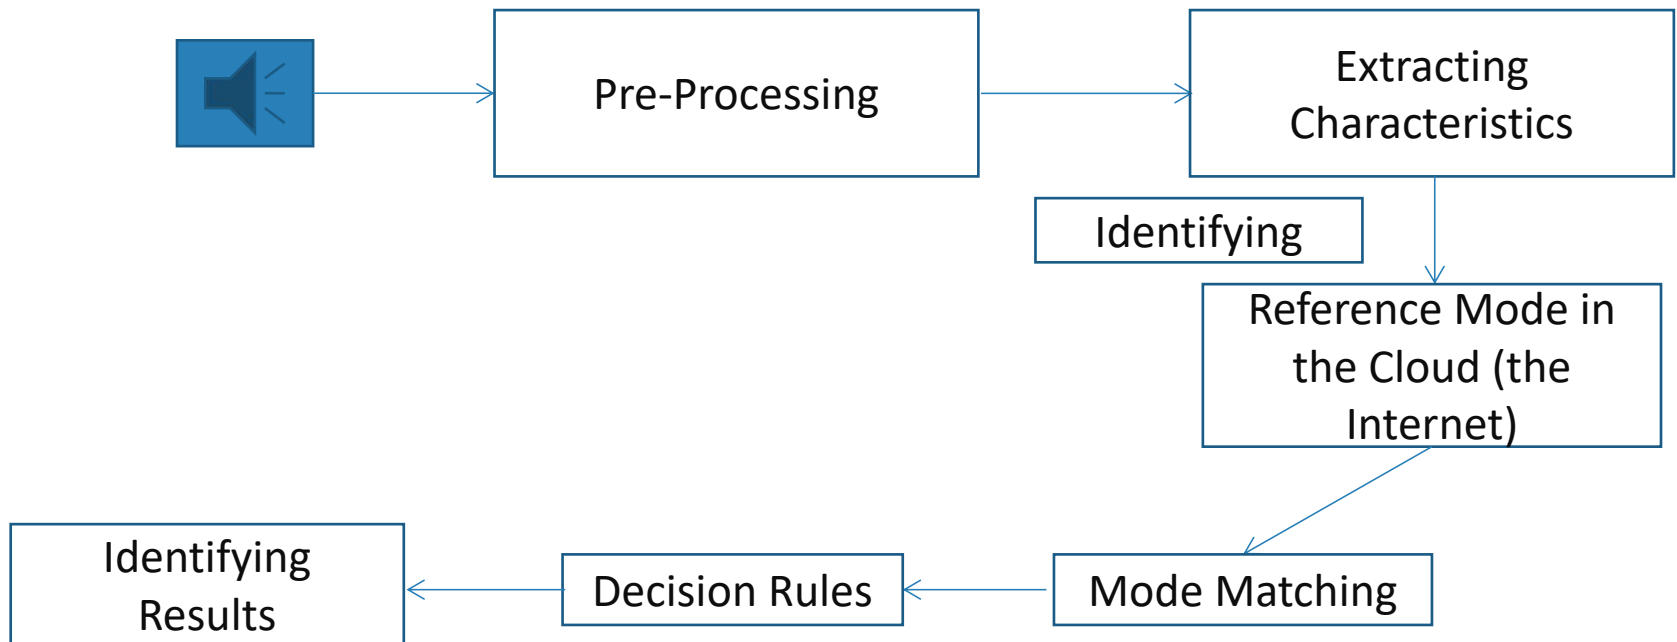 Pre-Processing
Extracting
Characteristics
Identifying
Reference Mode in
the Cloud (the
Internet)
Mode Matching
Decision Rules
Identifying
Results